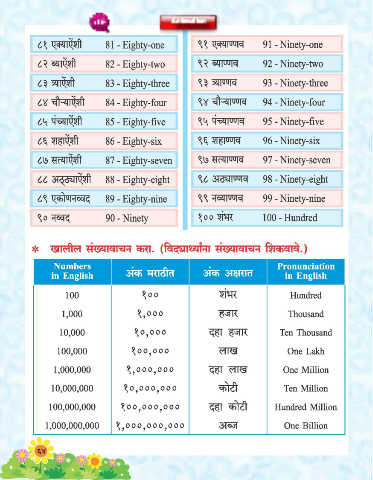 ८१ एक्याऐंशी 81 - Eighty-one
८२ ब्याऐंशी 82 - Eighty-two
८३ त्र्याऐंशी 83 - Eighty-three
८४ चौऱ्याऐंशी 84 - Eighty-four
८५ पंच्याऐंशी 85 - Eighty-five
८६ शहाऐंशी 86 - Eighty-six
८७ सत्याऐंशी 87 - Eighty-seven
८८ अठ्ठ्याऐंशी 88 - Eighty-eight
८९ एकोणनव्वद 89 - Eighty-nine
९० नव्वद 90 - Ninety
९१ एक्याण्णव 91 - Ninety-one
९२ ब्याण्णव 92 - Ninety-two
९३ त्र्याण्णव 93 - Ninety-three
९४ चौऱ्याण्णव 94 - Ninety-four
९५ पंच्याण्णव 95 - Ninety-five
९६ शहाण्णव 96 - Ninety-six
९७ सत्याण्णव 97 - Ninety-seven
९८ अठ्याण्णव 98 - Ninety-eight
९९ नव्याण्णव 99 - Ninety-nine
१०० शंभर 100 - Hundred
* खालील संख्यावाचन करा. (विद्यार्थ्यांना संख्यावाचन शिकवावे.)
Numbers in English अंक मराठीत अंक अक्षरात Pronunciation in English
100 १०० शंभर Hundred
1,000 १,००० हजार Thousand
10,000 १०,००० दहा हजार Ten Thousand
100,000 १००,००० लाख One Lakh
1,000,000 १,०००,००० दहा लाख One Million
10,000,000 १०,०००,००० कोटी Ten Million
100,000,000 १००,०००,००० दहा कोटी Hundred Million
1,000,000,000 १,०००,०००,००० अब्ज One Billion